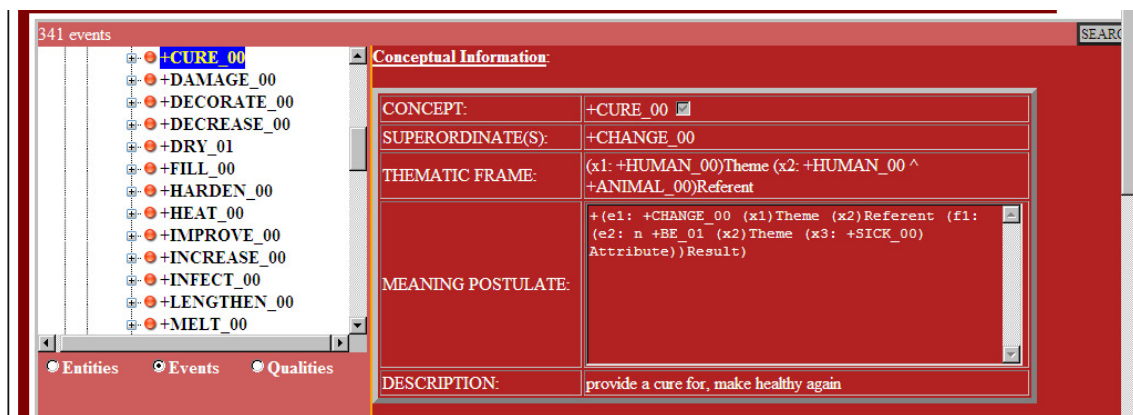 341 events
SEARC
+CURE_00
+DAMAGE_00
+DECORATE_00
+DECREASE_00
+DRY_01
+FILL_00
+HARDEN_00
+HEAT_00
+IMPROVE_00
+INCREASE_00
+INFECT_00
+LENGTHEN_00
+MELT_00
Entities Events Qualities
Conceptual Information:
CONCEPT: +CURE_00
SUPERORDINATE(S): +CHANGE_00
THEMATIC FRAME: (x1: +HUMAN_00)Theme (x2: +HUMAN_00 ^
+ANIMAL_00)Referent
MEANING POSTULATE:
+(e1: +CHANGE_00 (x1)Theme (x2)Referent (f1:
(e2: n +BE_01 (x2)Theme (x3: +SICK_00)
Attribute))Result)
DESCRIPTION: provide a cure for, make healthy again